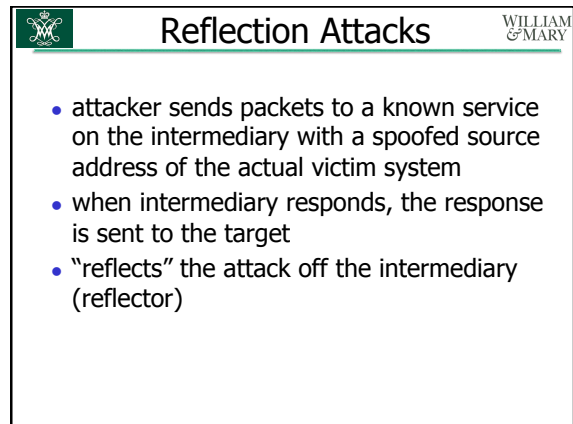 Reflection Attacks
WILLIAM
& MARY
• attacker sends packets to a known service
on the intermediary with a spoofed source
address of the actual victim system
• when intermediary responds, the response
is sent to the target
• “reflects” the attack off the intermediary
(reflector)